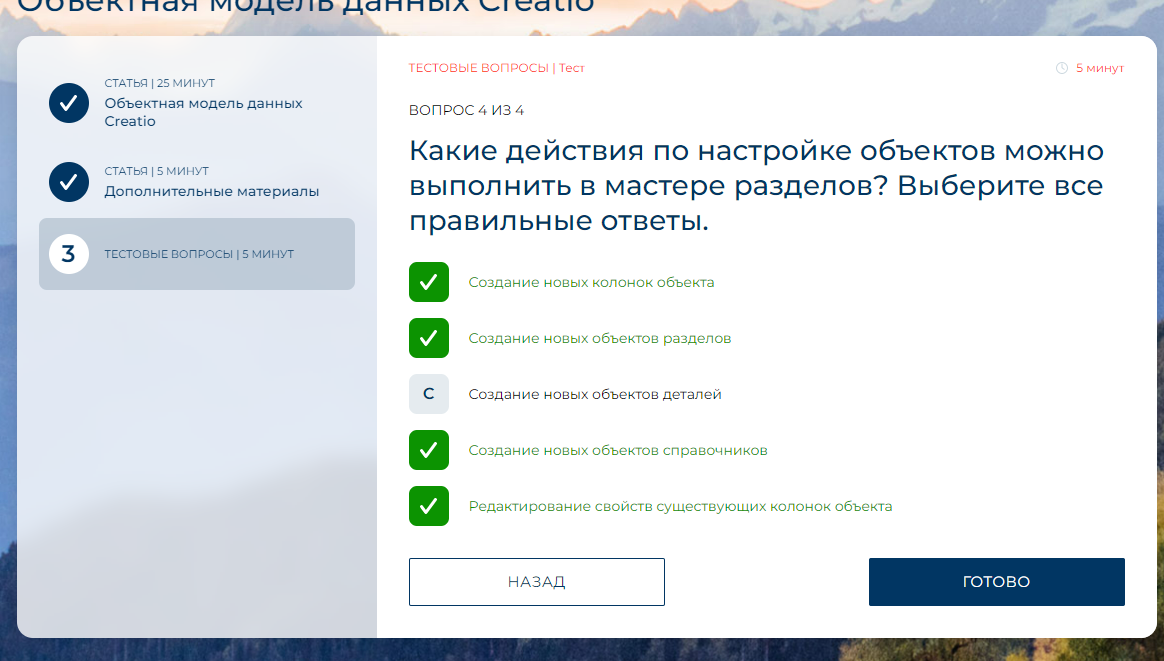 Объектная модель данных Creatio
СТАТЬЯ | 25 МИНУТ
Объектная модель данных
Creatio
СТАТЬЯ | 5 МИНУТ
Дополнительные материалы
3
ТЕСТОВЫЕ ВОПРОСЫ | 5 МИНУТ
ТЕСТОВЫЕ ВОПРОСЫ | Тест
5 минут
ВОПРОС 4 ИЗ 4
Какие действия по настройке объектов можно
выполнить в мастере разделов? Выберите все
правильные ответы.
Создание новых колонок объекта
Создание новых объектов разделов
C
Создание новых объектов деталей
Создание новых объектов справочников
Редактирование свойств существующих колонок объекта
НАЗАД
ГОТОВО